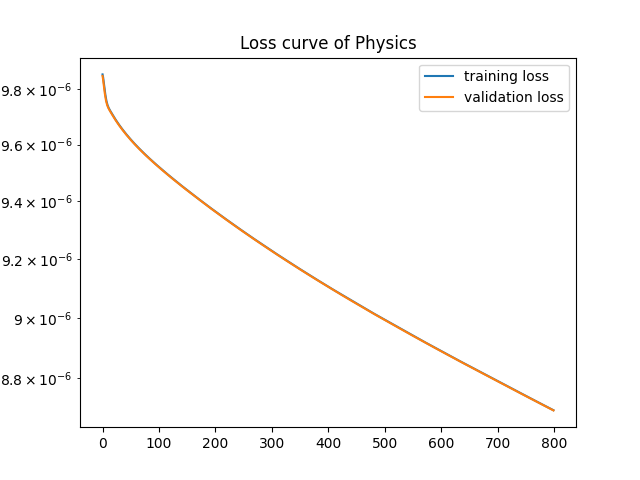 Loss curve of Physics
training loss
validation loss
9.8 × 10⁻⁶
9.6 × 10⁻⁶
9.4 × 10⁻⁶
9.2 × 10⁻⁶
9 × 10⁻⁶
8.8 × 10⁻⁶
0 100 200 300 400 500 600 700 800